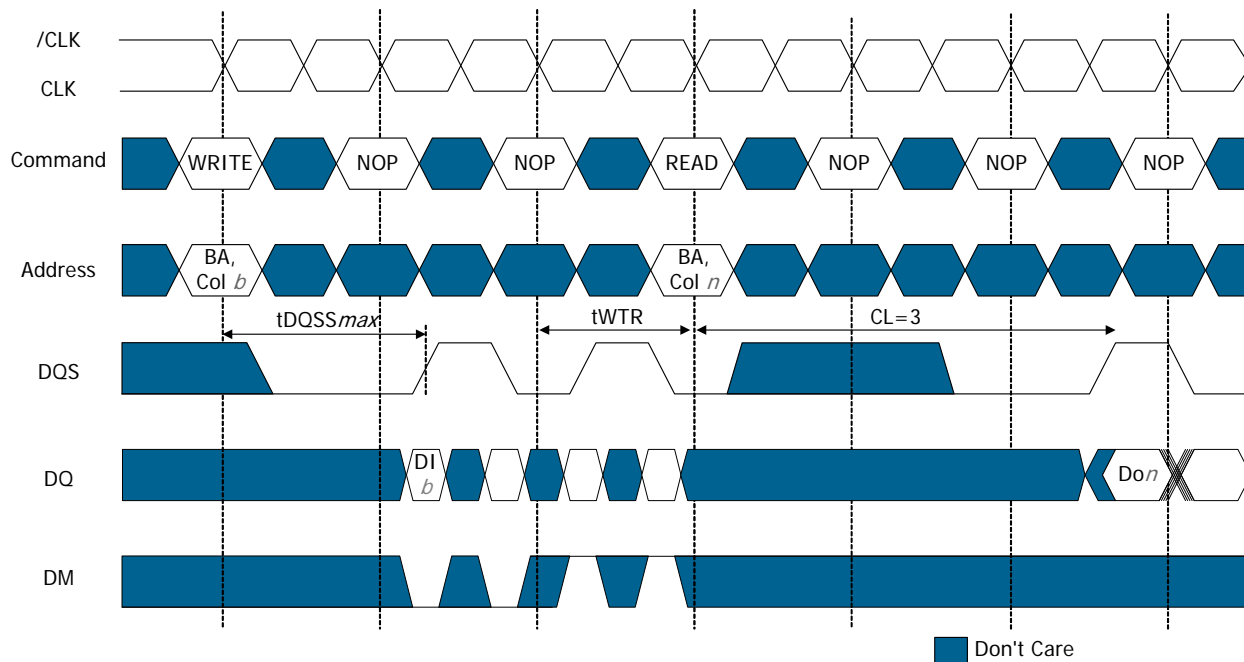 /CLK
CLK
Command
WRITE
NOP
NOP
READ
NOP
NOP
NOP
Address
BA,
Col b
BA,
Col n
tDQSSmax
tWTR
CL=3
DQS
DQ
DI
b
Don
DM
Don't Care